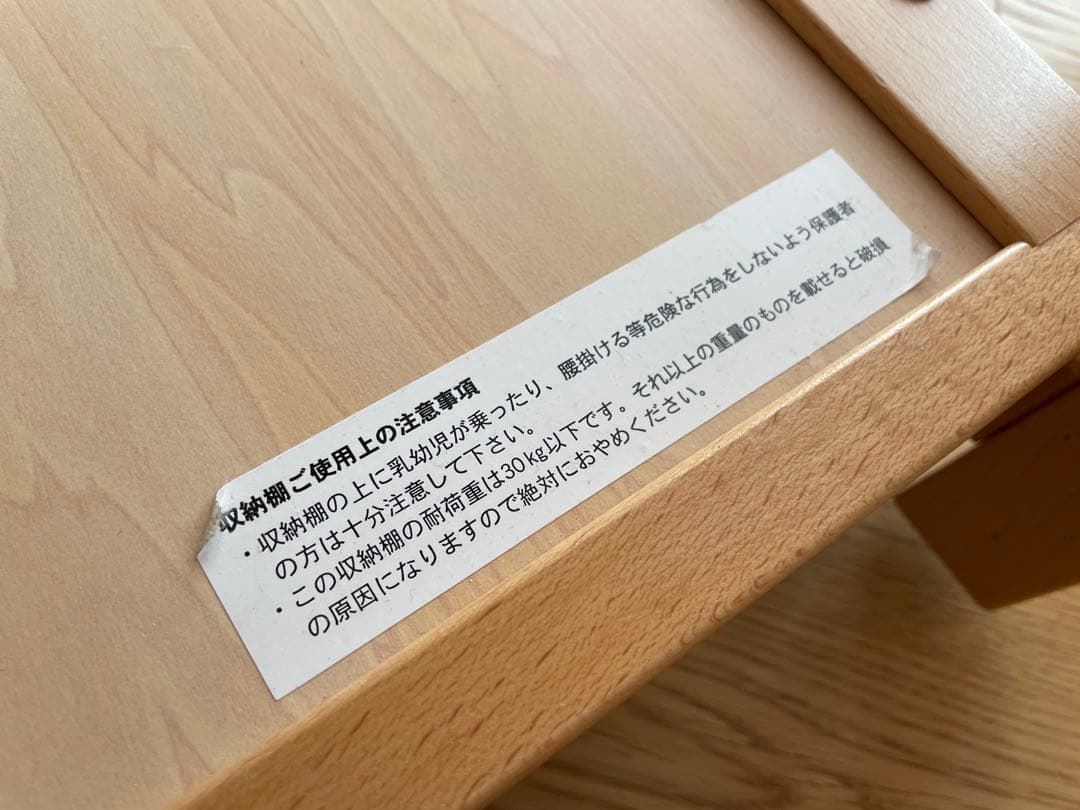 収納棚ご使用上の注意事項
・収納棚の上に乳幼児が乗ったり、腰掛ける等危険な行為をしないよう保護者
の方は十分注意して下さい。
・この収納棚の耐荷重は30kg以下です。それ以上の重量のものを載せると破損
の原因になりますので絶対におやめください。